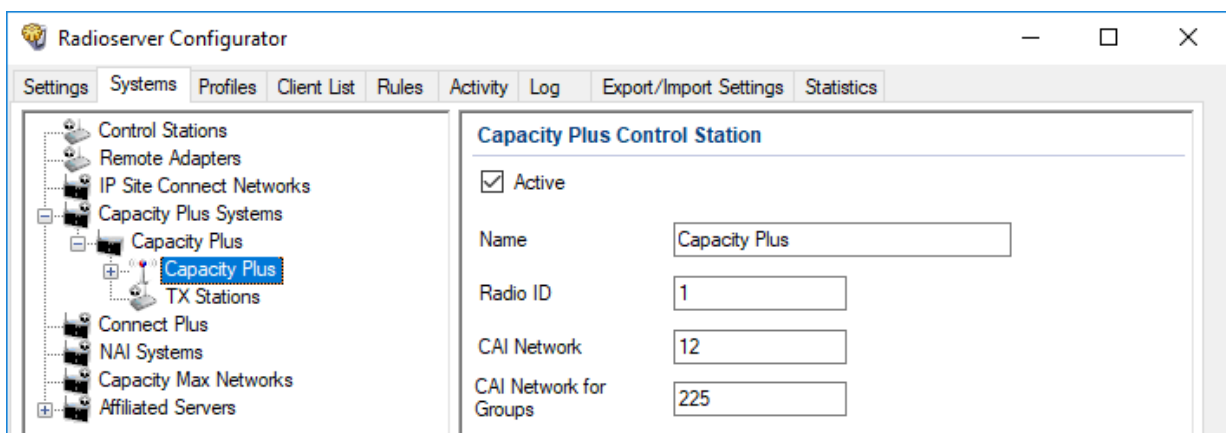 Radioserver Configurator
Settings Systems Profiles Client List Rules Activity Log Export/Import Settings Statistics
Control Stations
Remote Adapters
IP Site Connect Networks
Capacity Plus Systems
Capacity Plus
Capacity Plus
TX Stations
Connect Plus
NAI Systems
Capacity Max Networks
Affiliated Servers
Capacity Plus Control Station
Active
Name Capacity Plus
Radio ID 1
CAI Network 12
CAI Network for
Groups 225